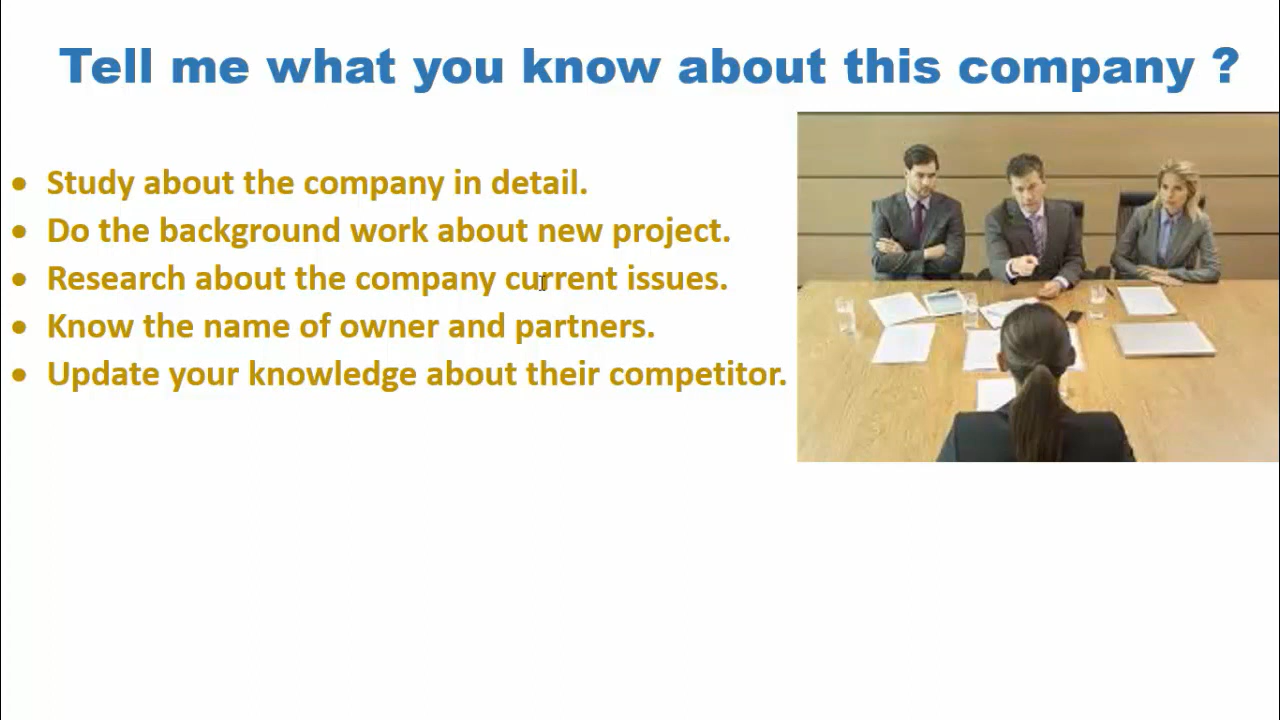 Tell me what you know about this company ?
Study about the company in detail.
Do the background work about new project.
Research about the company current issues.
Know the name of owner and partners.
Update your knowledge about their competitor.